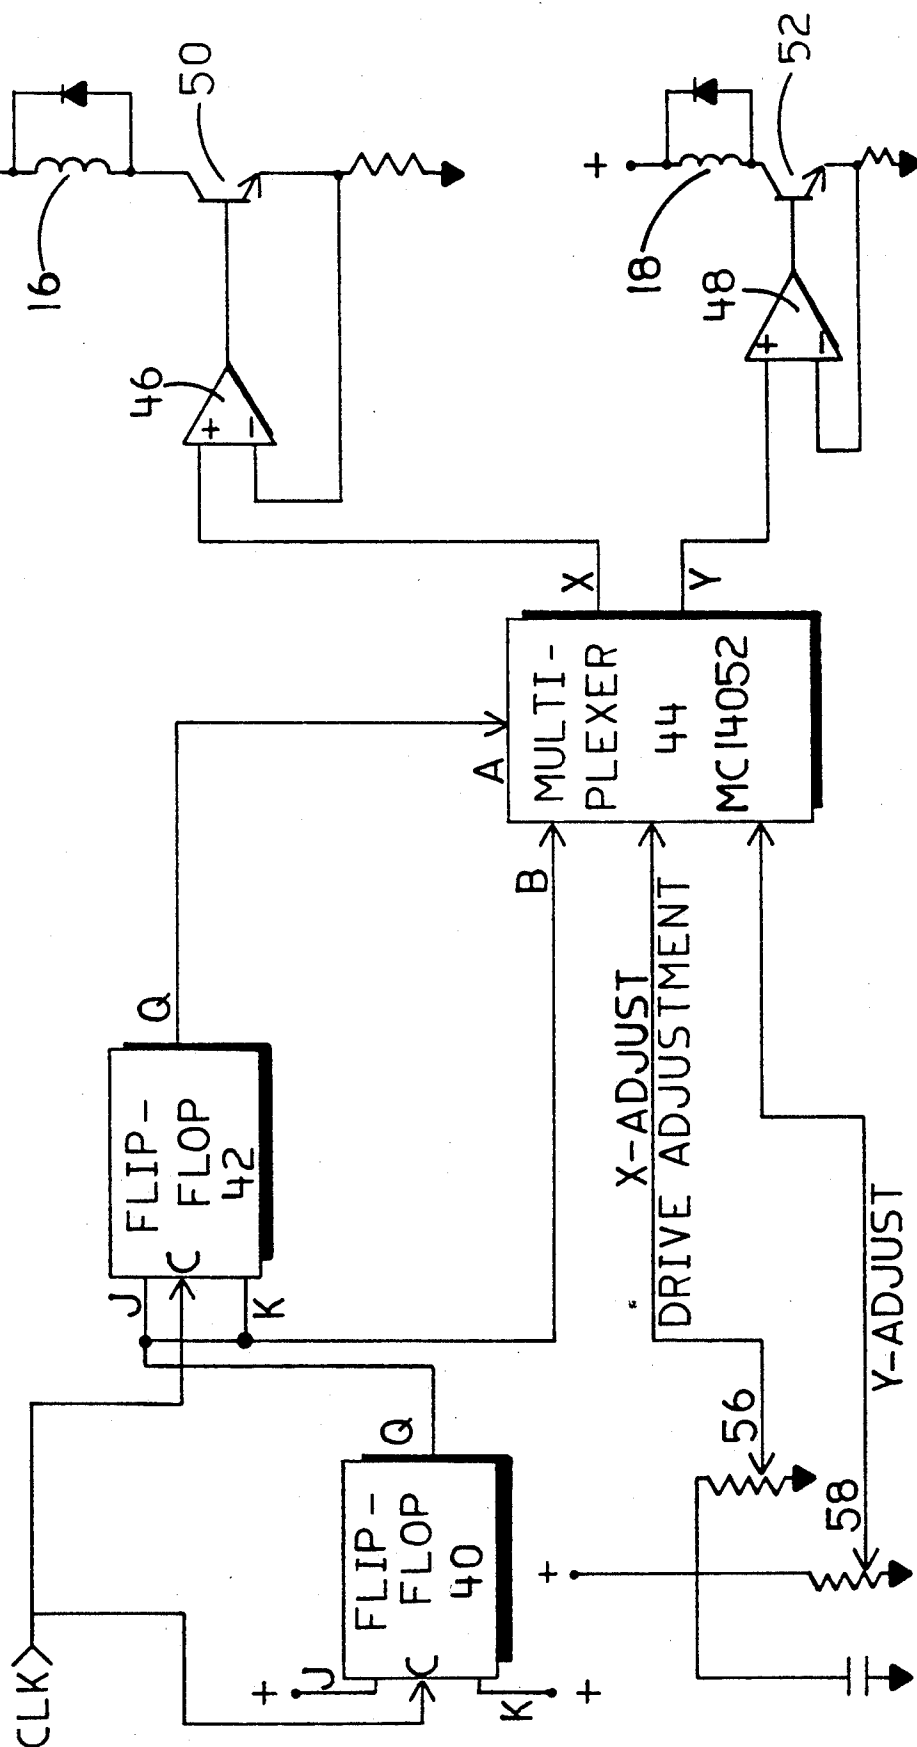 CLK
+
J
C
K
+
FLIP-
FLOP
40
Q
J
C
K
FLIP-
FLOP
42
Q
A
B
MULTI-
PLEXER
44
MC14052
X
Y
X-ADJUST
DRIVE ADJUSTMENT
Y-ADJUST
+
56
58
46
+
-
16
50
48
+
-
+
18
52